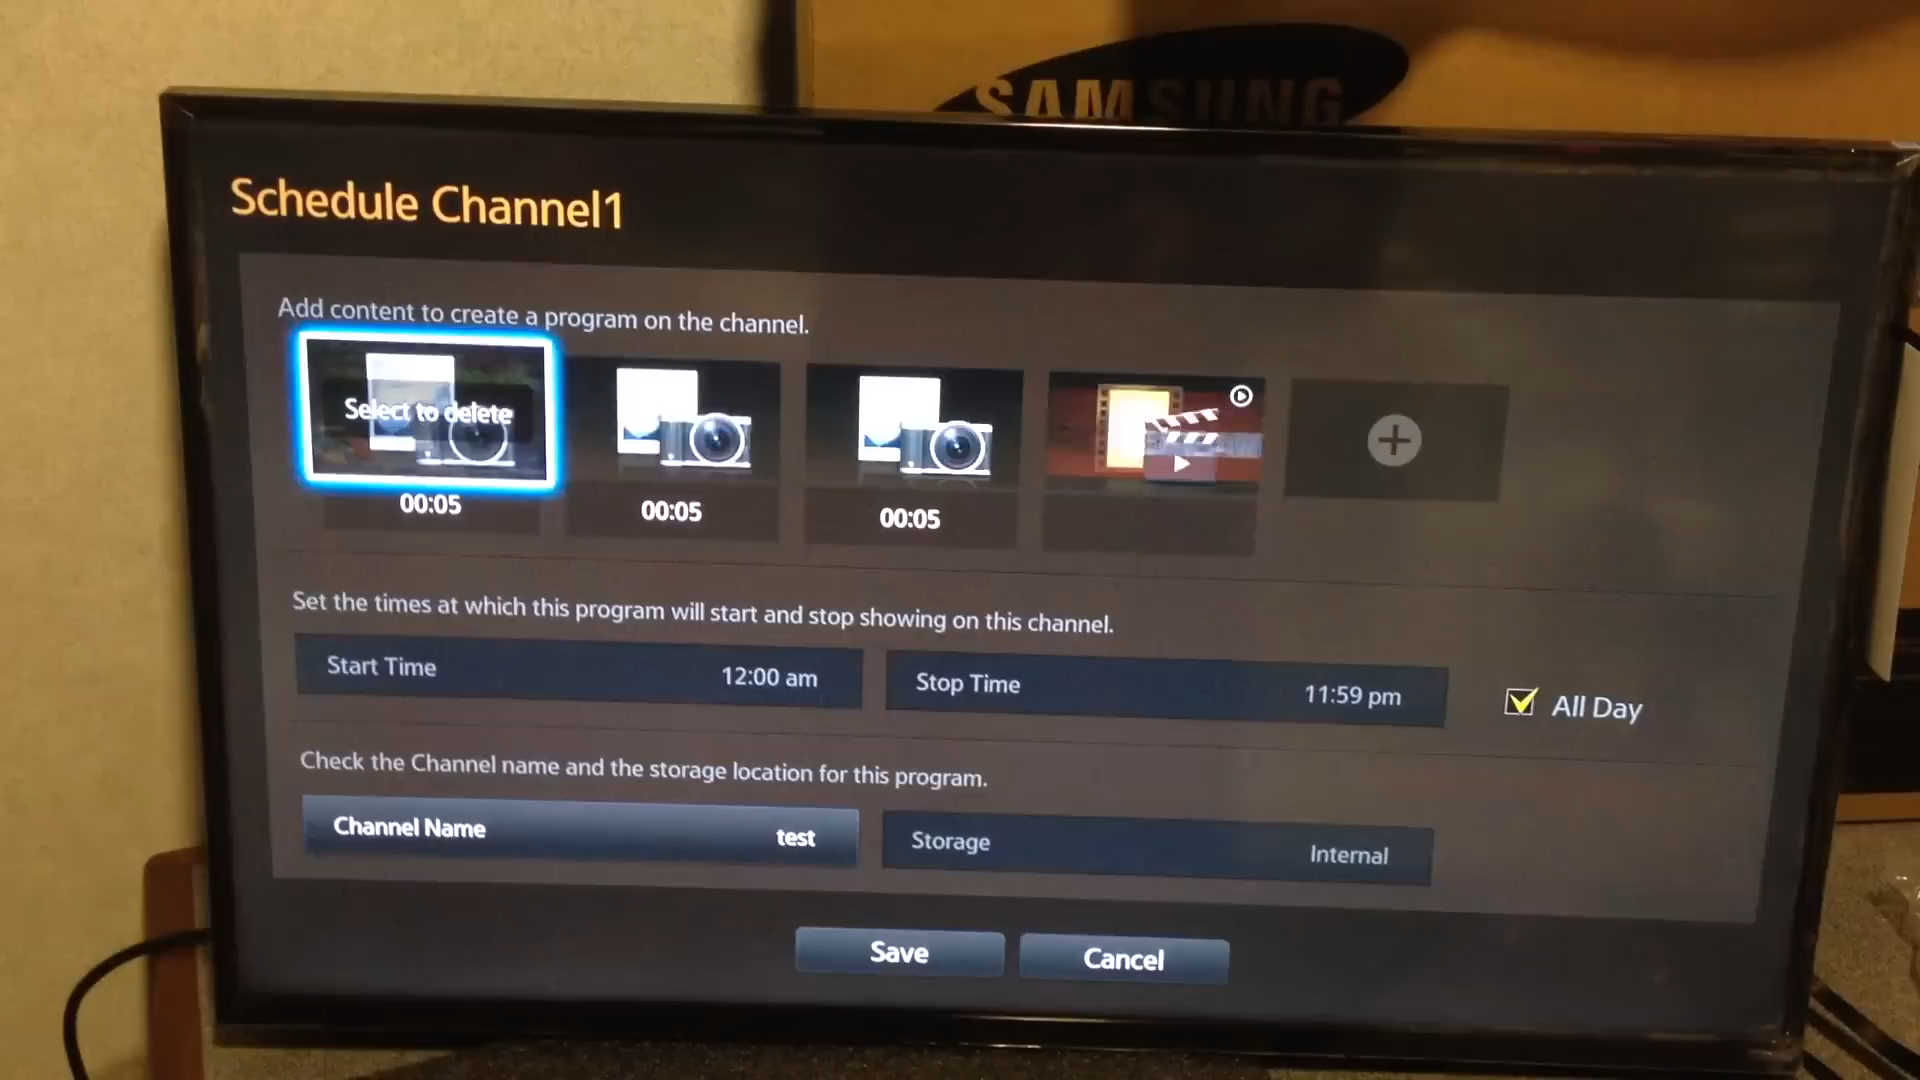 SAMSUNG
Schedule Channel1
Add content to create a program on the channel.
Select to delete
00:05
00:05
00:05
Set the times at which this program will start and stop showing on this channel.
Start Time 12:00 am
Stop Time 11:59 pm
All Day
Check the Channel name and the storage location for this program.
Channel Name test
Storage Internal
Save
Cancel